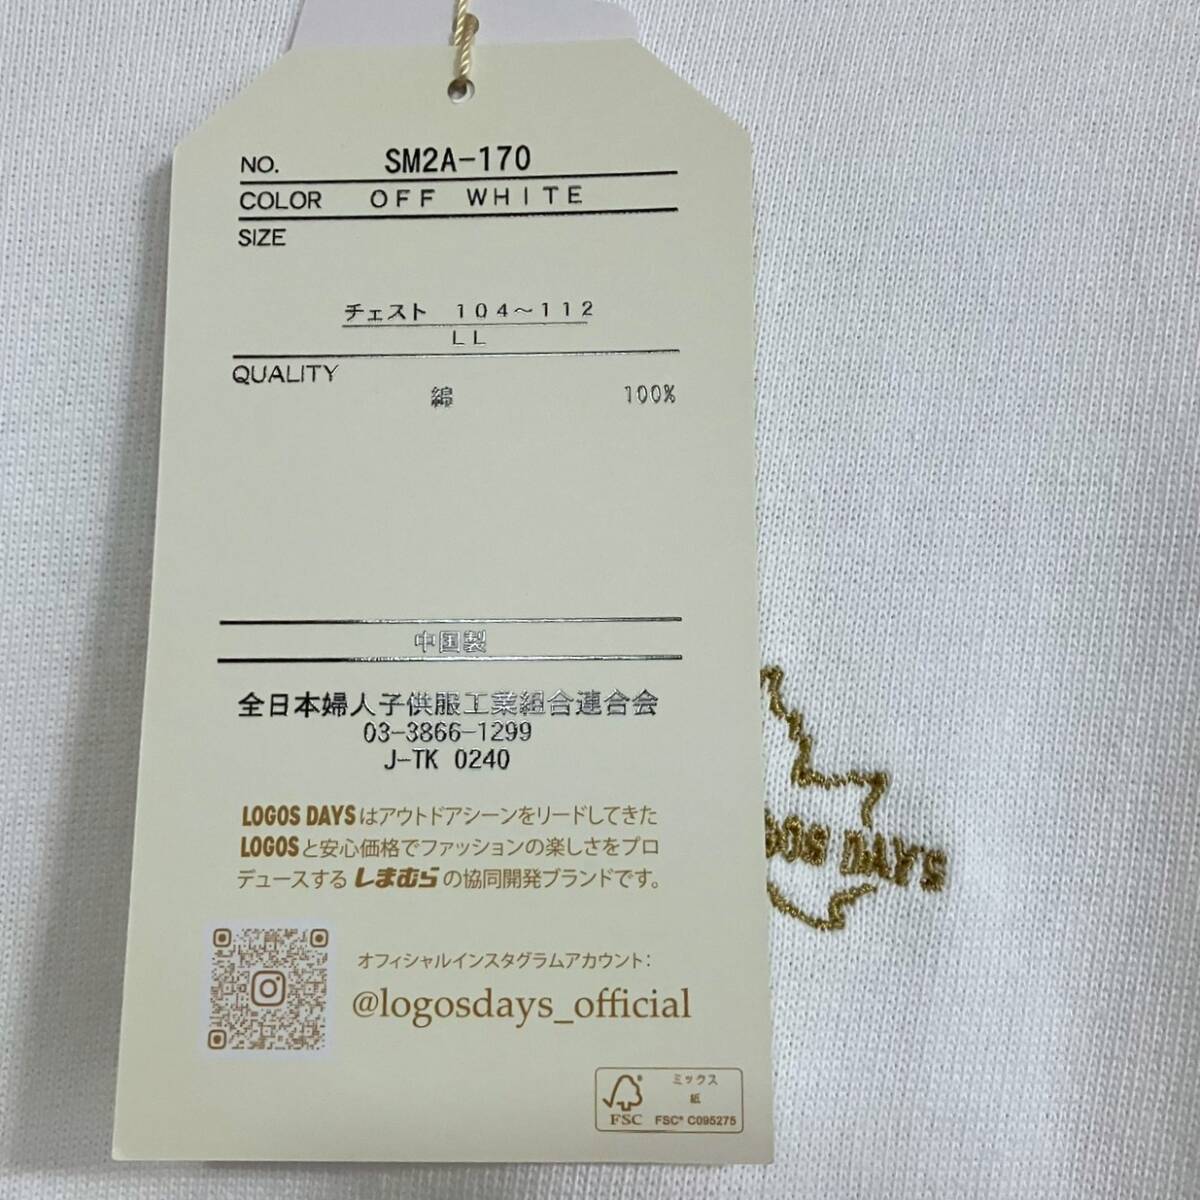 NO. SM2A-170
COLOR OFF WHITE
SIZE
チェスト 104～112
LL
QUALITY
綿 100%
中国製
全日本婦人子供服工業組合連合会
03-3866-1299
J-TK 0240
LOGOS DAYSはアウトドアシーンをリードしてきた
LOGOSと安心価格でファッションの楽しさをプロ
デュースするしまむらの協同開発ブランドです。
オフィシャルインスタグラムアカウント：
@logosdays_official
ミックス
紙
FSC
FSC® C095275
OGOS DAYS